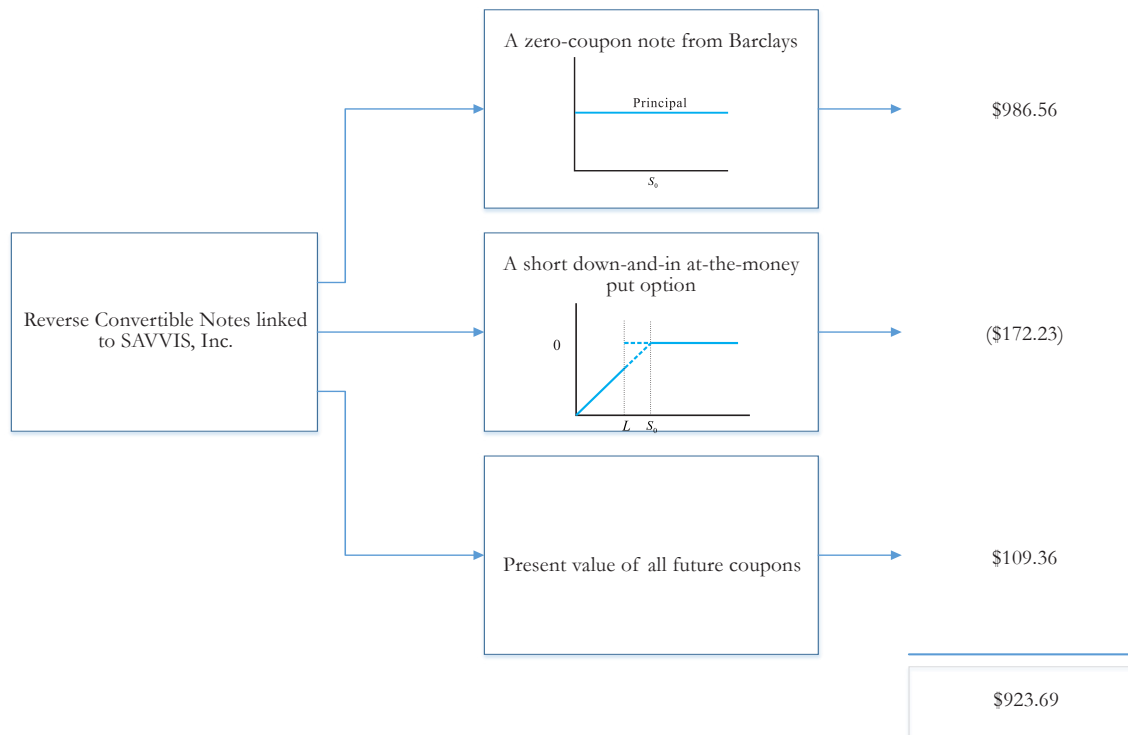 A zero-coupon note from Barclays
Principal
S₀
$986.56
Reverse Convertible Notes linked
to SAVVIS, Inc.
A short down-and-in at-the-money
put option
0
L
S₀
($172.23)
Present value of all future coupons
$109.36
$923.69